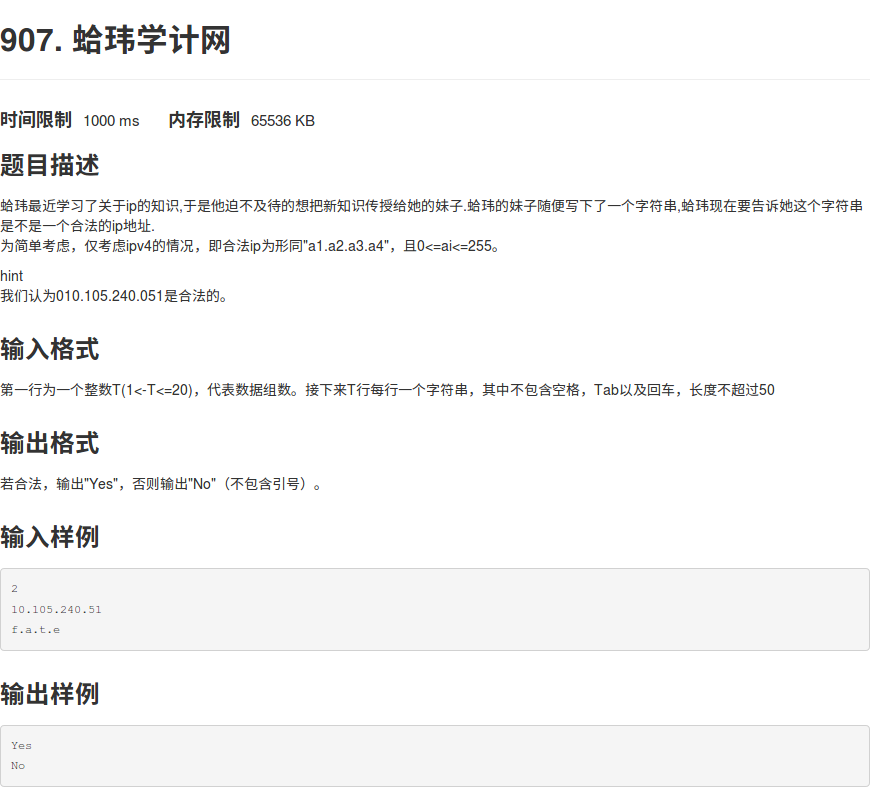 907. 蛤玮学计网
时间限制 1000 ms 内存限制 65536 KB
题目描述
蛤玮最近学习了关于ip的知识,于是他迫不及待的想把新知识传授给她的妹子.蛤玮的妹子随便写下了一个字符串,蛤玮现在要告诉她这个字符串
是不是一个合法的ip地址.
为简单考虑，仅考虑ipv4的情况，即合法ip为形同"a1.a2.a3.a4"，且0<=ai<=255。
hint
我们认为010.105.240.051是合法的。
输入格式
第一行为一个整数T(1<-T<=20)，代表数据组数。接下来T行每行一个字符串，其中不包含空格，Tab以及回车，长度不超过50
输出格式
若合法，输出"Yes"，否则输出"No"（不包含引号）。
输入样例
2
10.105.240.51
f.a.t.e
输出样例
Yes
No